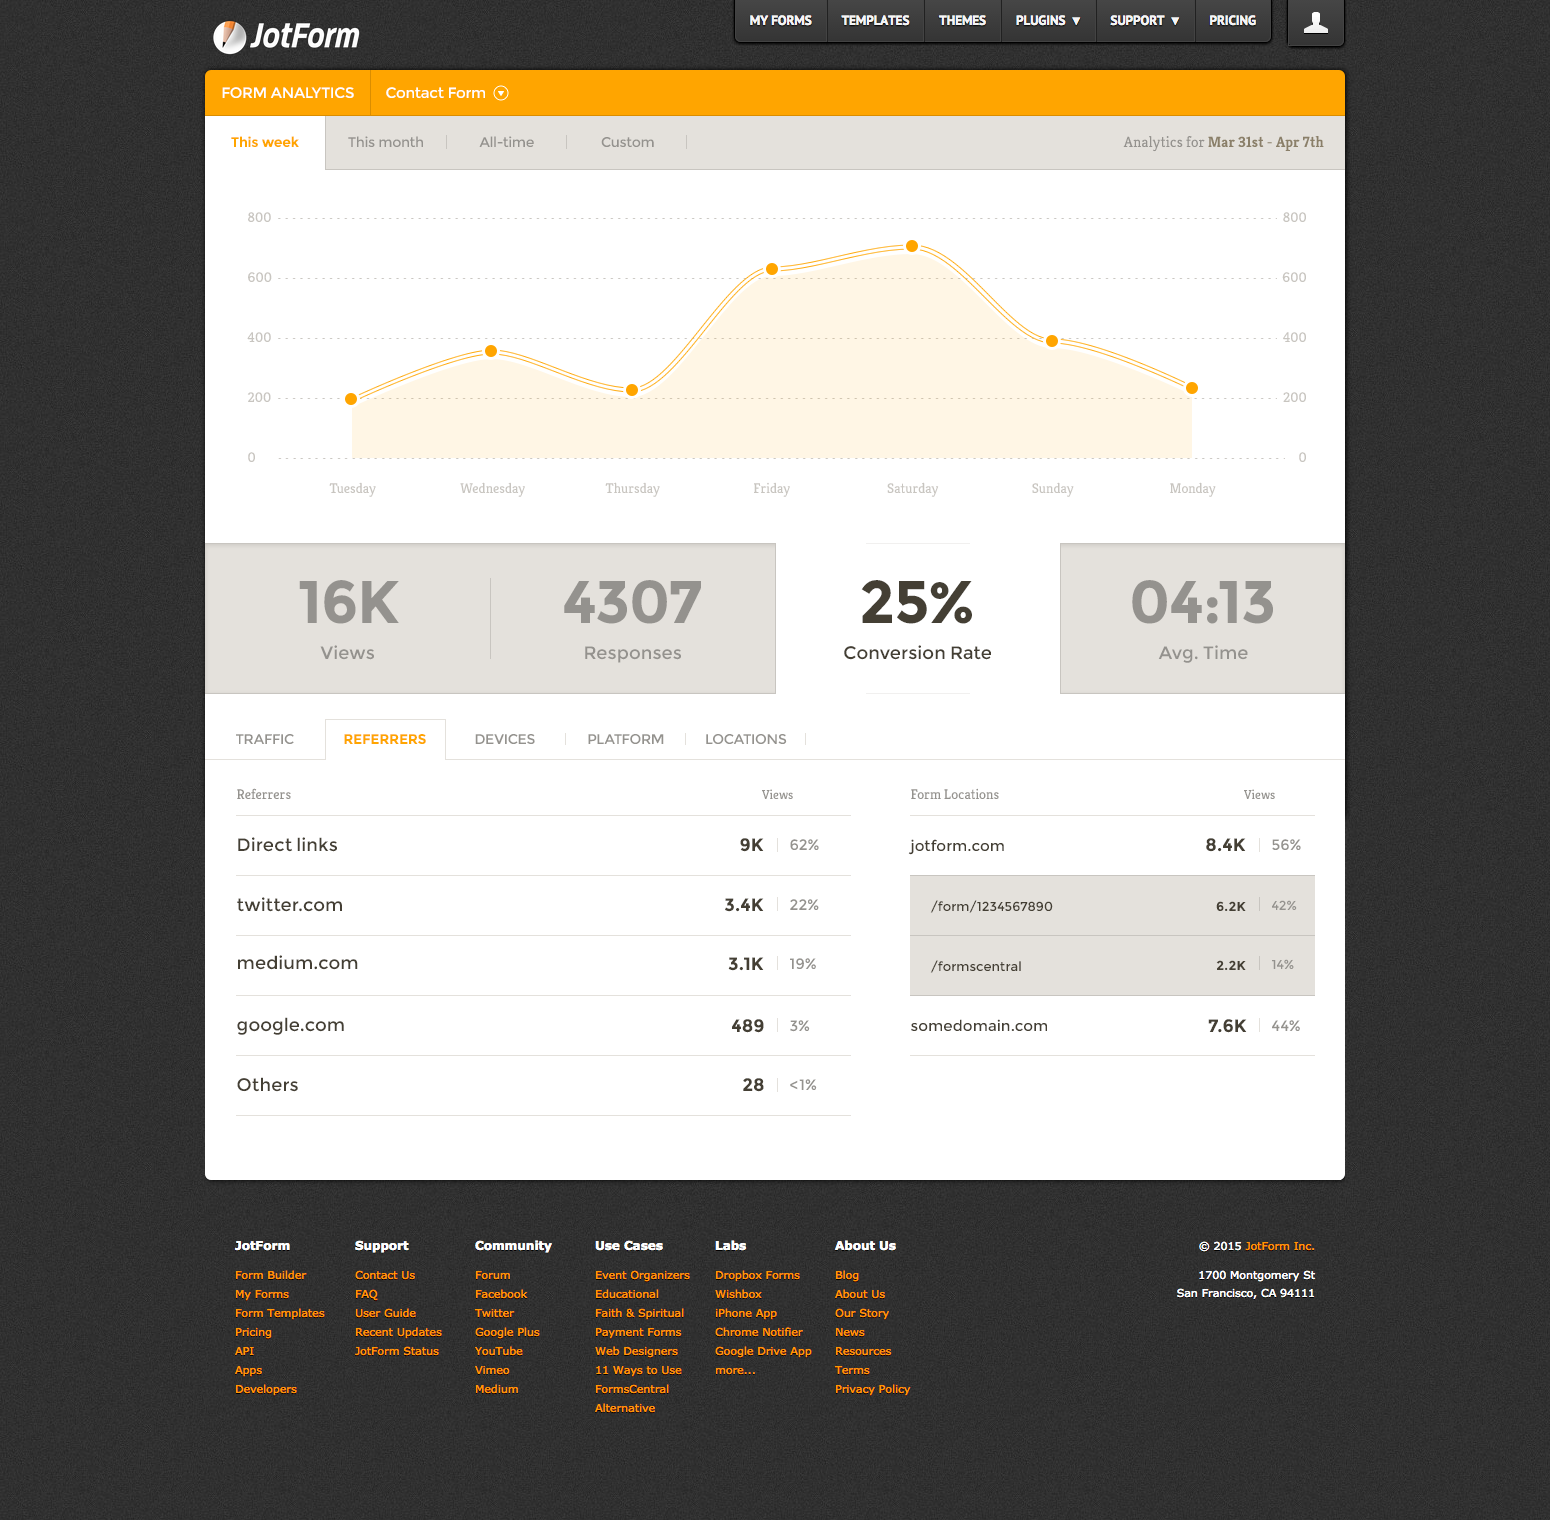 JotForm
MY FORMS TEMPLATES THEMES PLUGINS ▼ SUPPORT ▼ PRICING
FORM ANALYTICS Contact Form
This week This month All-time Custom Analytics for Mar 31st - Apr 7th
800 800
600 600
400 400
200 200
0 0
Tuesday Wednesday Thursday Friday Saturday Sunday Monday
16K 4307 25% 04:13
Views Responses Conversion Rate Avg. Time
TRAFFIC REFERRERS DEVICES PLATFORM LOCATIONS
Referrers Views
Direct links 9K 62%
twitter.com 3.4K 22%
medium.com 3.1K 19%
google.com 489 3%
Others 28 <1%
Form Locations Views
jotform.com 8.4K 56%
/form/1234567890 6.2K 42%
/formscentral 2.2K 14%
somedomain.com 7.6K 44%
JotForm
Form Builder
My Forms
Form Templates
Pricing
API
Apps
Developers
Support
Contact Us
FAQ
User Guide
Recent Updates
JotForm Status
Community
Forum
Facebook
Twitter
Google Plus
YouTube
Vimeo
Medium
Use Cases
Event Organizers
Educational
Faith & Spiritual
Payment Forms
Web Designers
11 Ways to Use
FormsCentral
Alternative
Labs
Dropbox Forms
Wishbox
iPhone App
Chrome Notifier
Google Drive App
more...
About Us
Blog
About Us
Our Story
News
Resources
Terms
Privacy Policy
© 2015 JotForm Inc.
1700 Montgomery St
San Francisco, CA 94111